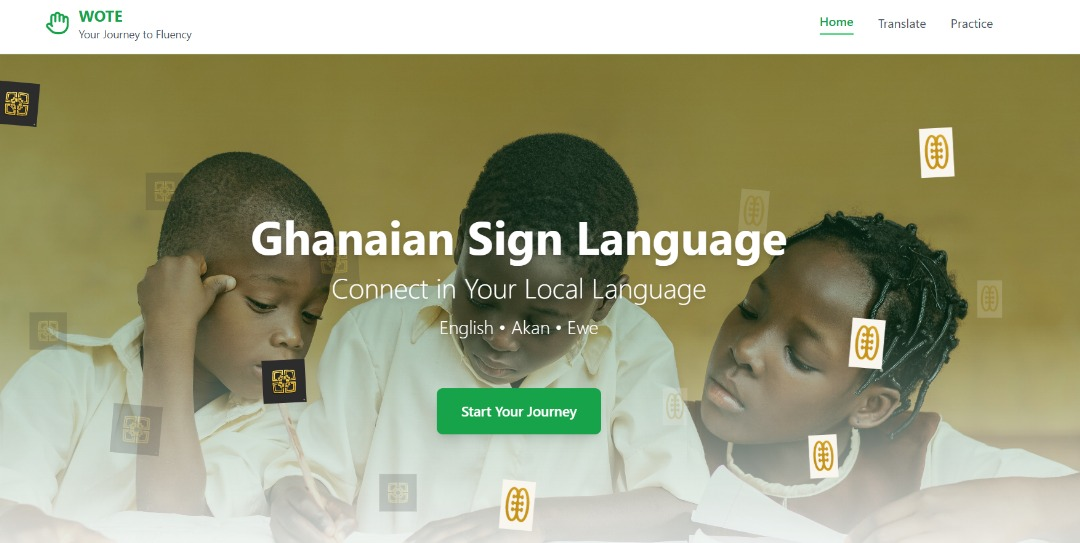 WOTE
Your Journey to Fluency
Home
Translate
Practice
Ghanaian Sign Language
Connect in Your Local Language
English • Akan • Ewe
Start Your Journey